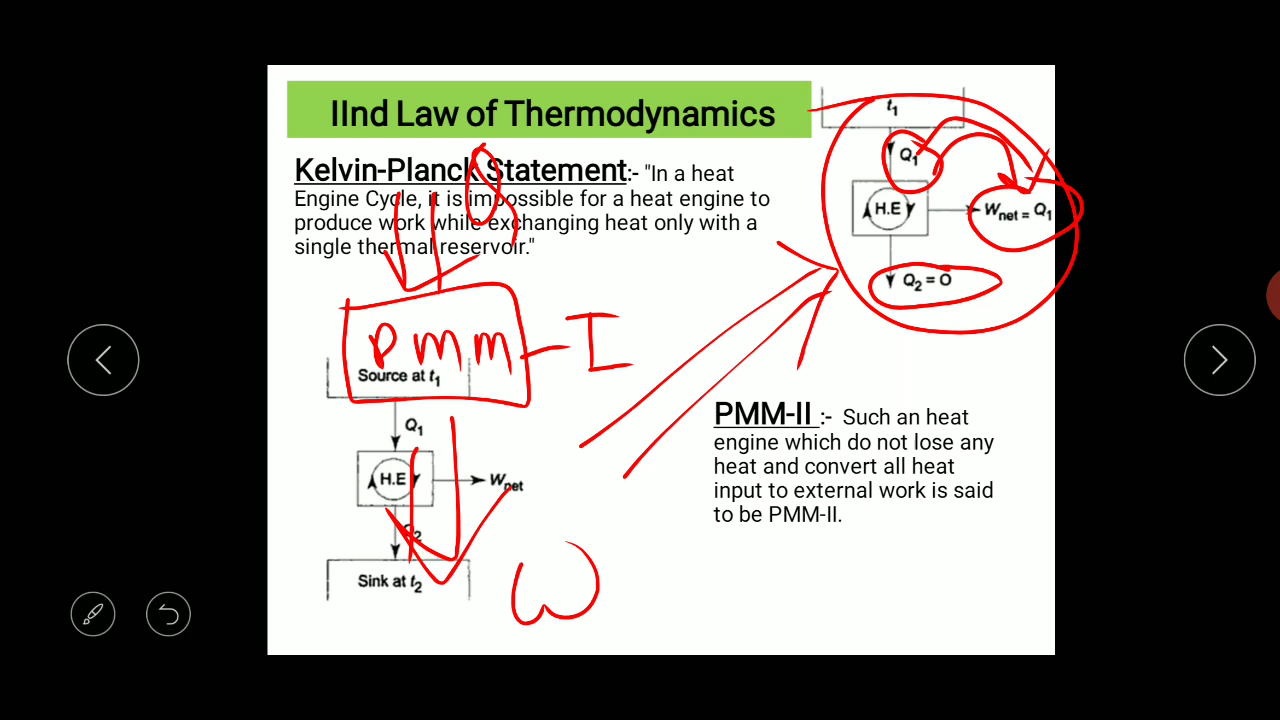 IInd Law of Thermodynamics
Kelvin-Planck Statement:- "In a heat
Engine Cycle, it is impossible for a heat engine to
produce work while exchanging heat only with a
single thermal reservoir."
t₁
Q₁
H.E
Wnet = Q₁
Q₂ = 0
Q
PMM-I
Source at t₁
Q₁
H.E
Wnet
Q₂
Sink at t₂
W
PMM-II :- Such an heat
engine which do not lose any
heat and convert all heat
input to external work is said
to be PMM-II.